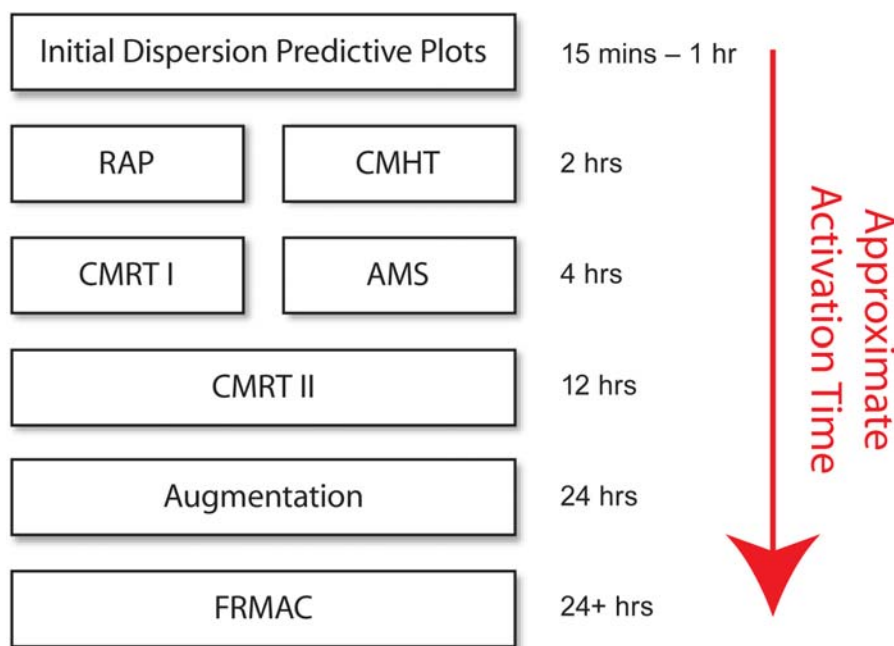 Initial Dispersion Predictive Plots
15 mins – 1 hr
RAP
CMHT
2 hrs
CMRT I
AMS
4 hrs
CMRT II
12 hrs
Augmentation
24 hrs
FRMAC
24+ hrs
Approximate
Activation Time